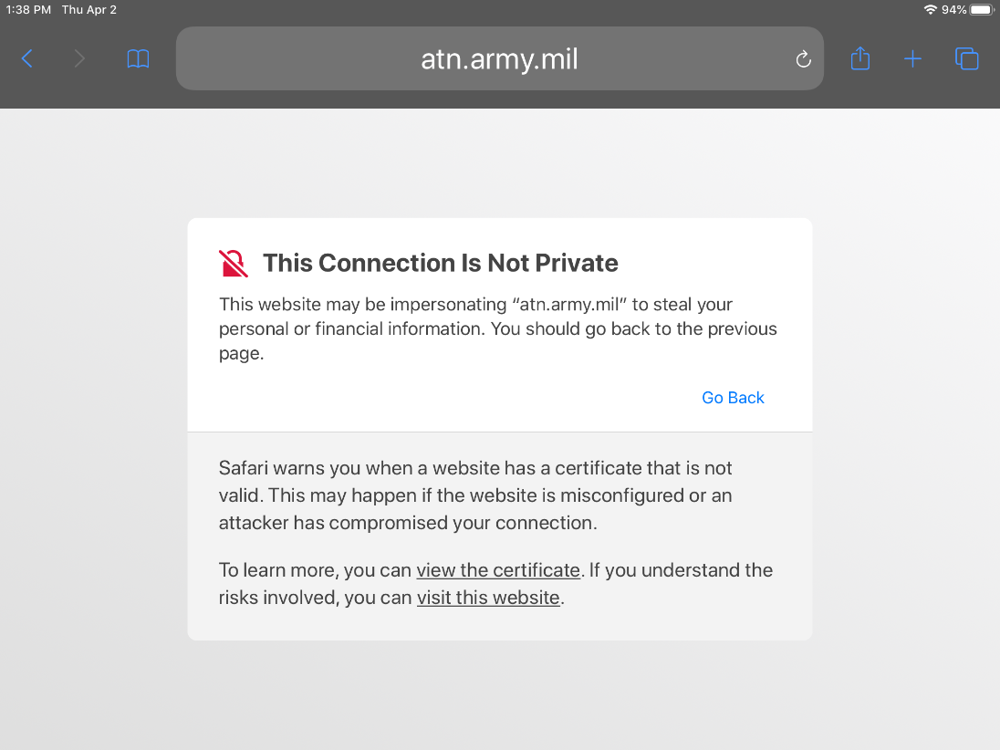 1:38 PM Thu Apr 2
94%
atn.army.mil
This Connection Is Not Private
This website may be impersonating “atn.army.mil” to steal your
personal or financial information. You should go back to the previous
page.
Go Back
Safari warns you when a website has a certificate that is not
valid. This may happen if the website is misconfigured or an
attacker has compromised your connection.
To learn more, you can view the certificate. If you understand the
risks involved, you can visit this website.